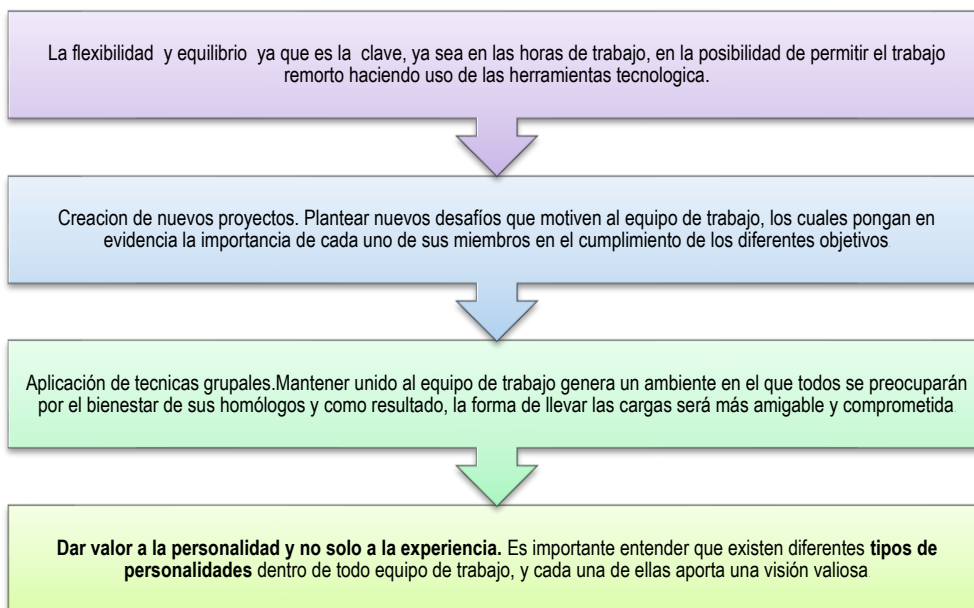 La flexibilidad  y equilibrio  ya que es la  clave, ya sea en las horas de trabajo, en la posibilidad de permitir el trabajo
remorto haciendo uso de las herramientas tecnologica.
Creacion de nuevos proyectos. Plantear nuevos desafíos que motiven al equipo de trabajo, los cuales pongan en
evidencia la importancia de cada uno de sus miembros en el cumplimiento de los diferentes objetivos
Aplicación de tecnicas grupales.Mantener unido al equipo de trabajo genera un ambiente en el que todos se preocuparán
por el bienestar de sus homólogos y como resultado, la forma de llevar las cargas será más amigable y comprometida.
Dar valor a la personalidad y no solo a la experiencia. Es importante entender que existen diferentes tipos de
personalidades dentro de todo equipo de trabajo, y cada una de ellas aporta una visión valiosa